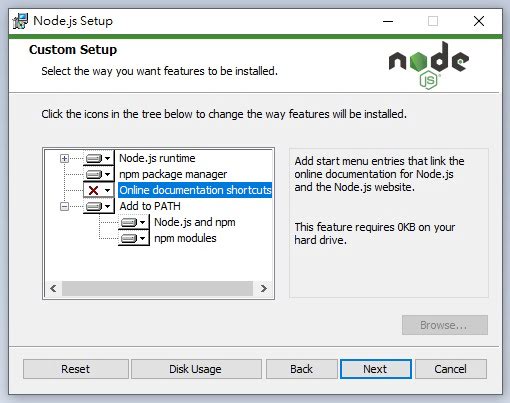 Node.js Setup
Custom Setup
Select the way you want features to be installed.
node
JS
Click the icons in the tree below to change the way features will be installed.
Node.js runtime
npm package manager
Online documentation shortcuts
Add to PATH
Node.js and npm
npm modules
Add start menu entries that link the
online documentation for Node.js
and the Node.js website.
This feature requires 0KB on your
hard drive.
Browse...
Reset
Disk Usage
Back
Next
Cancel